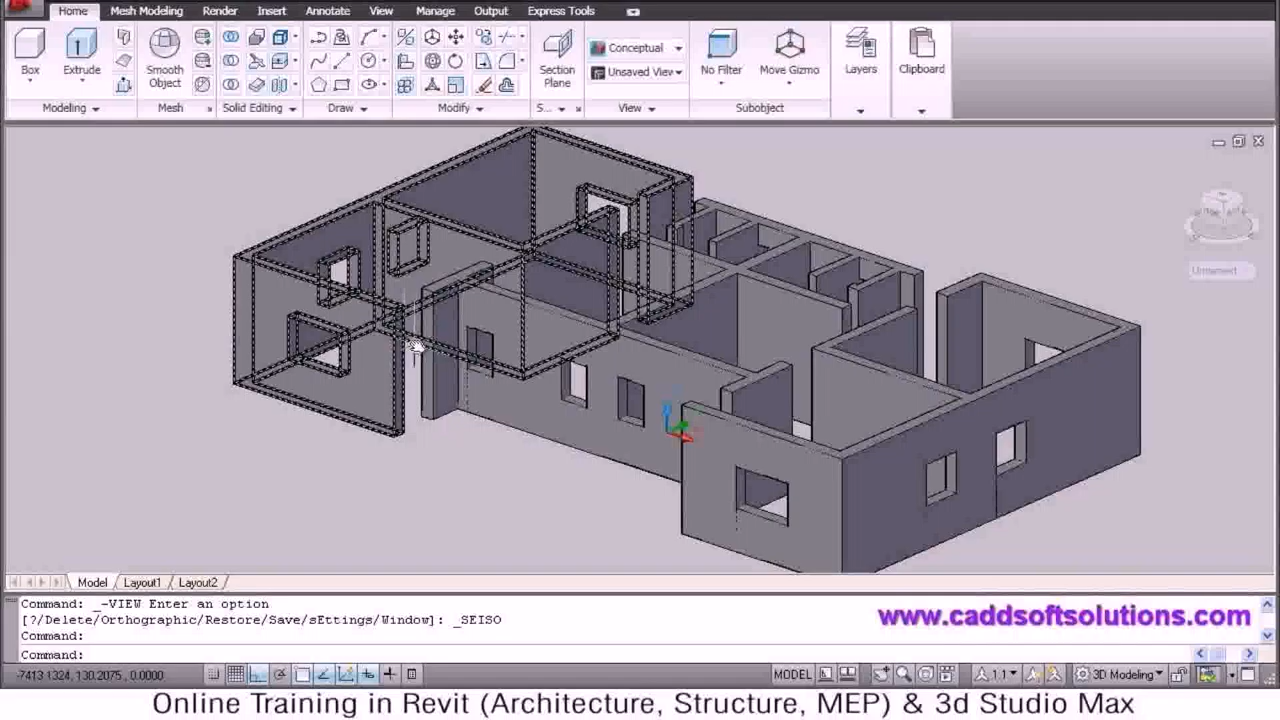 Home Mesh Modeling Render Insert Annotate View Manage Output Express Tools
Box Extrude Smooth Object Section Plane Conceptual Unsaved View No Filter Move Gizmo Layers Clipboard
Modeling Mesh Solid Editing Draw Modify S... View Subobject
Unnamed
Model Layout1 Layout2
Command: _-VIEW Enter an option
[?/Delete/Orthographic/Restore/Save/sEttings/Window]: _SEISO
Command:
Command:
www.caddsoftsolutions.com
-7413.1324, 130.2075, 0.0000 MODEL 1:1 3D Modeling
Online Training in Revit (Architecture, Structure, MEP) & 3d Studio Max